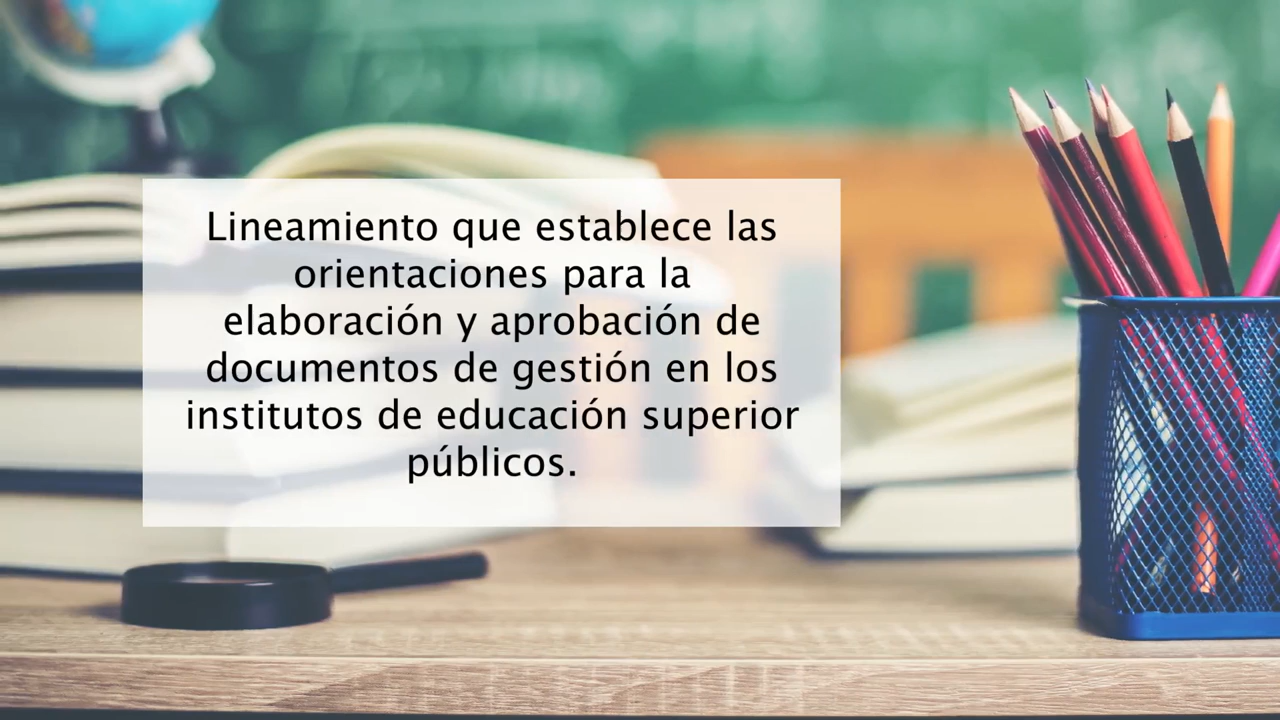 Lineamiento que establece las
orientaciones para la
elaboración y aprobación de
documentos de gestión en los
institutos de educación superior
públicos.